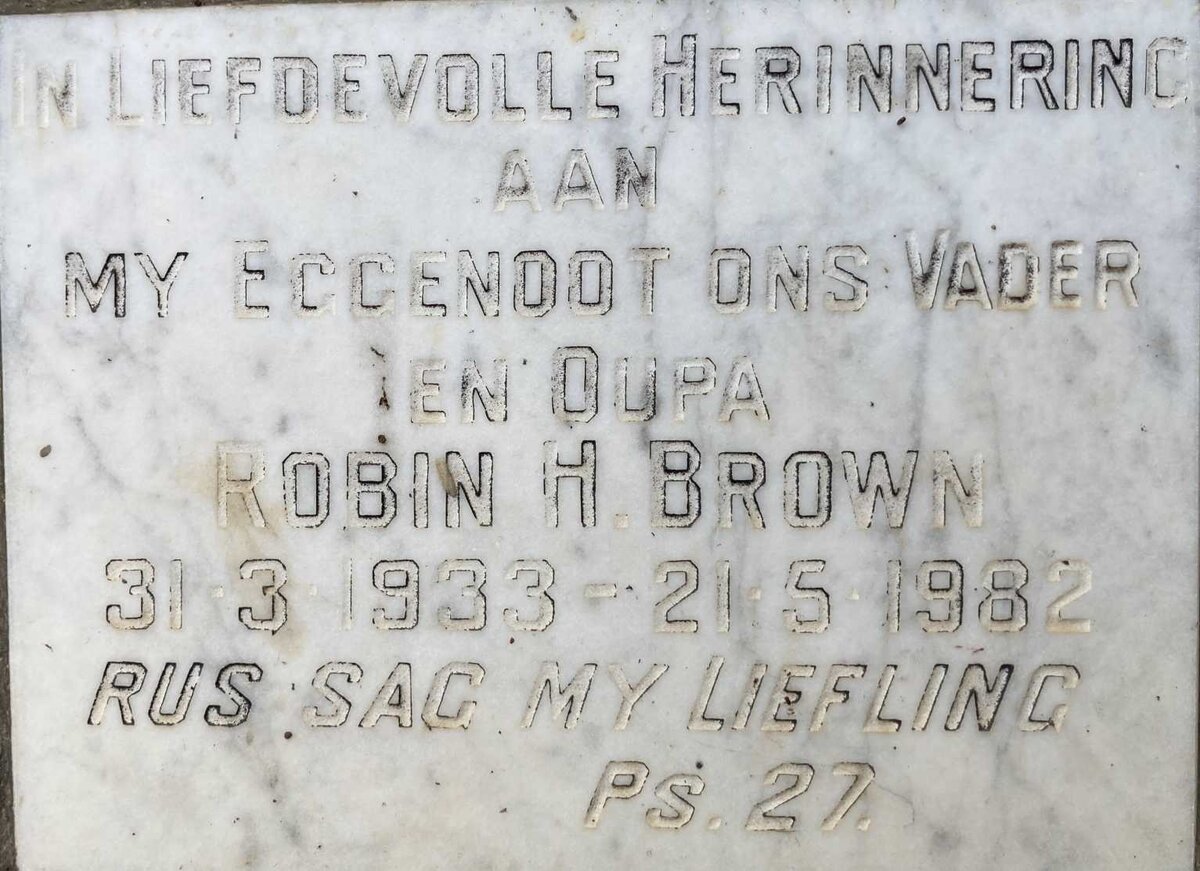 In Liefdevolle Herinnering
aan
my Eggenoot ons Vader
en Oupa
Robin H. Brown
31·3·1933 - 21·5·1982
Rus sag my Liefling
Ps. 27.